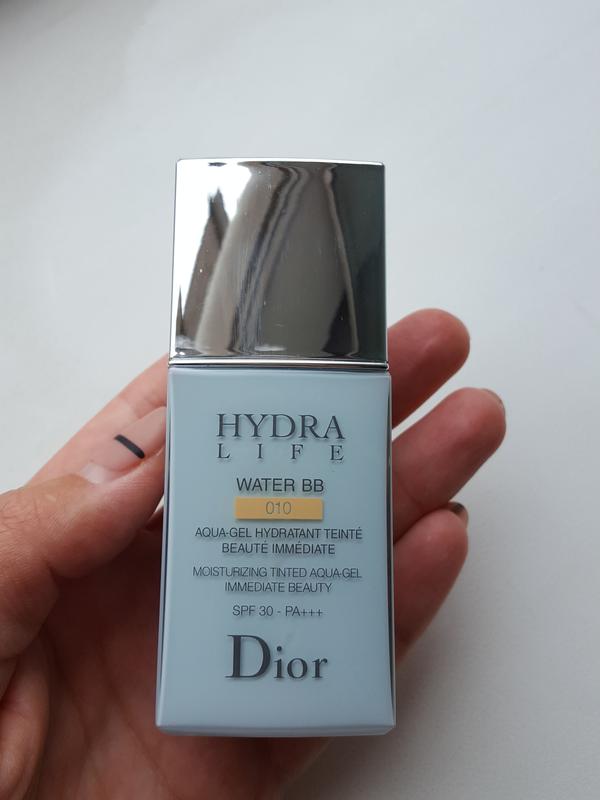 HYDRA
LIFE
WATER BB
010
AQUA-GEL HYDRATANT TEINTÉ
BEAUTÉ IMMÉDIATE
MOISTURIZING TINTED AQUA-GEL
IMMEDIATE BEAUTY
SPF 30 - PA+++
Dior